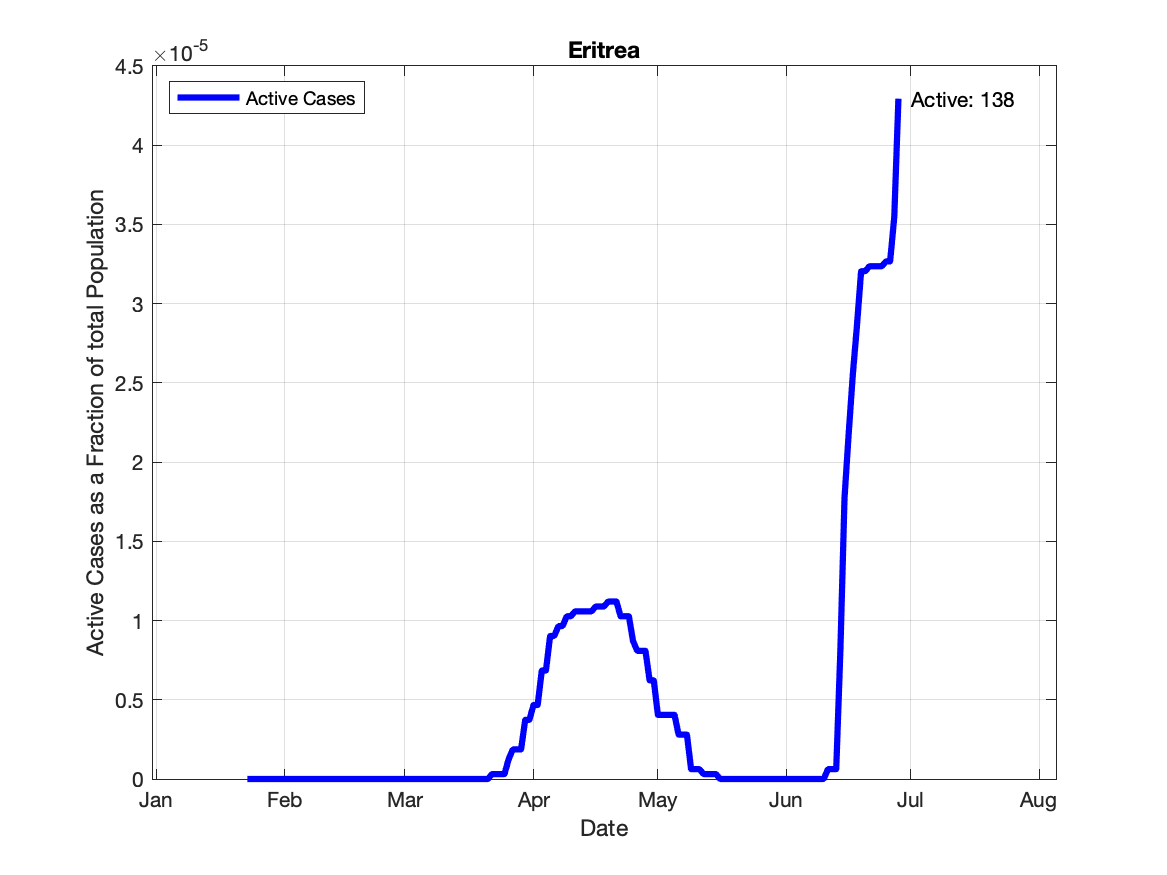 Eritrea
×10-5
4.5
4
3.5
3
2.5
2
1.5
1
0.5
0
Active Cases as a Fraction of total Population
Active Cases
Active: 138
Jan Feb Mar Apr May Jun Jul Aug
Date